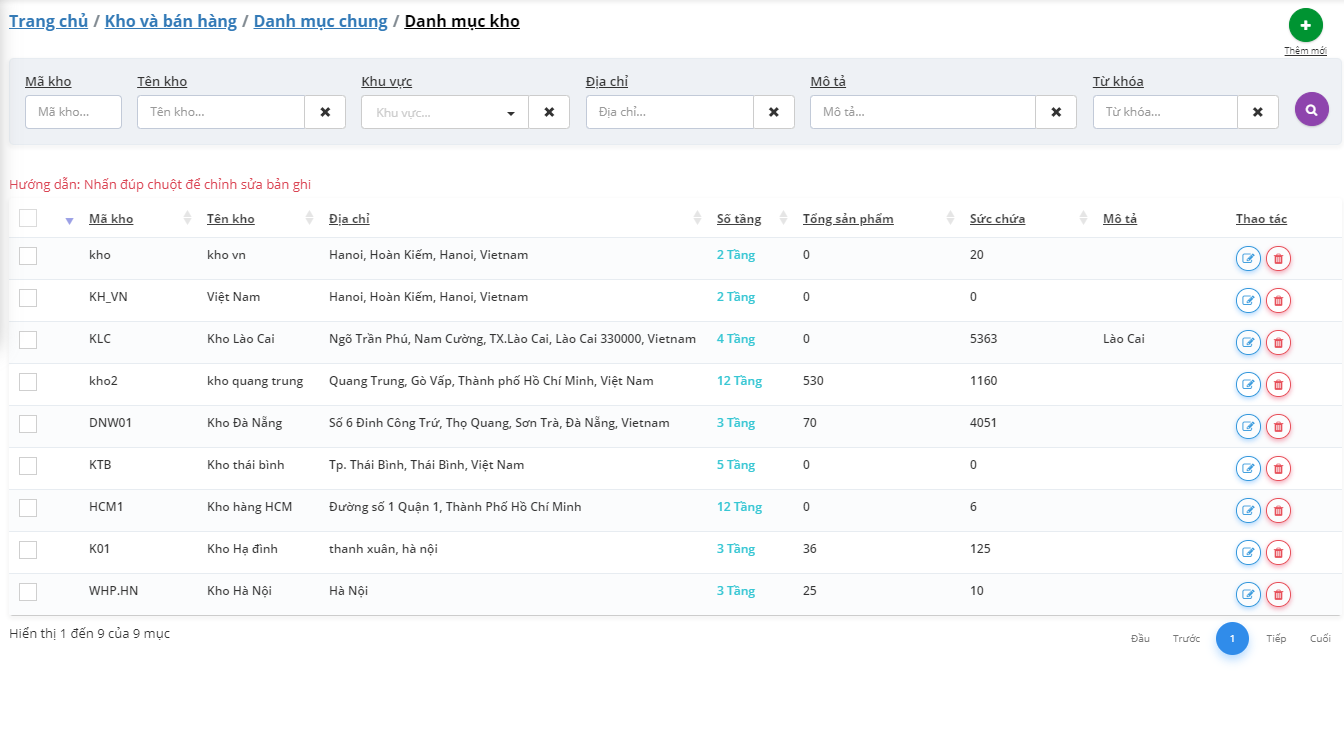 Trang chủ / Kho và bán hàng / Danh mục chung / Danh mục kho
Thêm mới
Mã kho Tên kho Khu vực Địa chỉ Mô tả Từ khóa
Mã kho... Tên kho... Khu vực... Địa chỉ... Mô tả... Từ khóa...
Hướng dẫn: Nhấn đúp chuột để chỉnh sửa bản ghi
Mã kho Tên kho Địa chỉ Số tầng Tổng sản phẩm Sức chứa Mô tả Thao tác
kho kho vn Hanoi, Hoàn Kiếm, Hanoi, Vietnam 2 Tầng 0 20
KH_VN Việt Nam Hanoi, Hoàn Kiếm, Hanoi, Vietnam 2 Tầng 0 0
KLC Kho Lào Cai Ngõ Trần Phú, Nam Cường, TX.Lào Cai, Lào Cai 330000, Vietnam 4 Tầng 0 5363 Lào Cai
kho2 kho quang trung Quang Trung, Gò Vấp, Thành phố Hồ Chí Minh, Việt Nam 12 Tầng 530 1160
DNW01 Kho Đà Nẵng Số 6 Đinh Công Trứ, Thọ Quang, Sơn Trà, Đà Nẵng, Vietnam 3 Tầng 70 4051
KTB Kho thái bình Tp. Thái Bình, Thái Bình, Việt Nam 5 Tầng 0 0
HCM1 Kho hàng HCM Đường số 1 Quận 1, Thành Phố Hồ Chí Minh 12 Tầng 0 6
K01 Kho Hạ đình thanh xuân, hà nội 3 Tầng 36 125
WHP.HN Kho Hà Nội Hà Nội 3 Tầng 25 10
Hiển thị 1 đến 9 của 9 mục
Đầu Trước 1 Tiếp Cuối